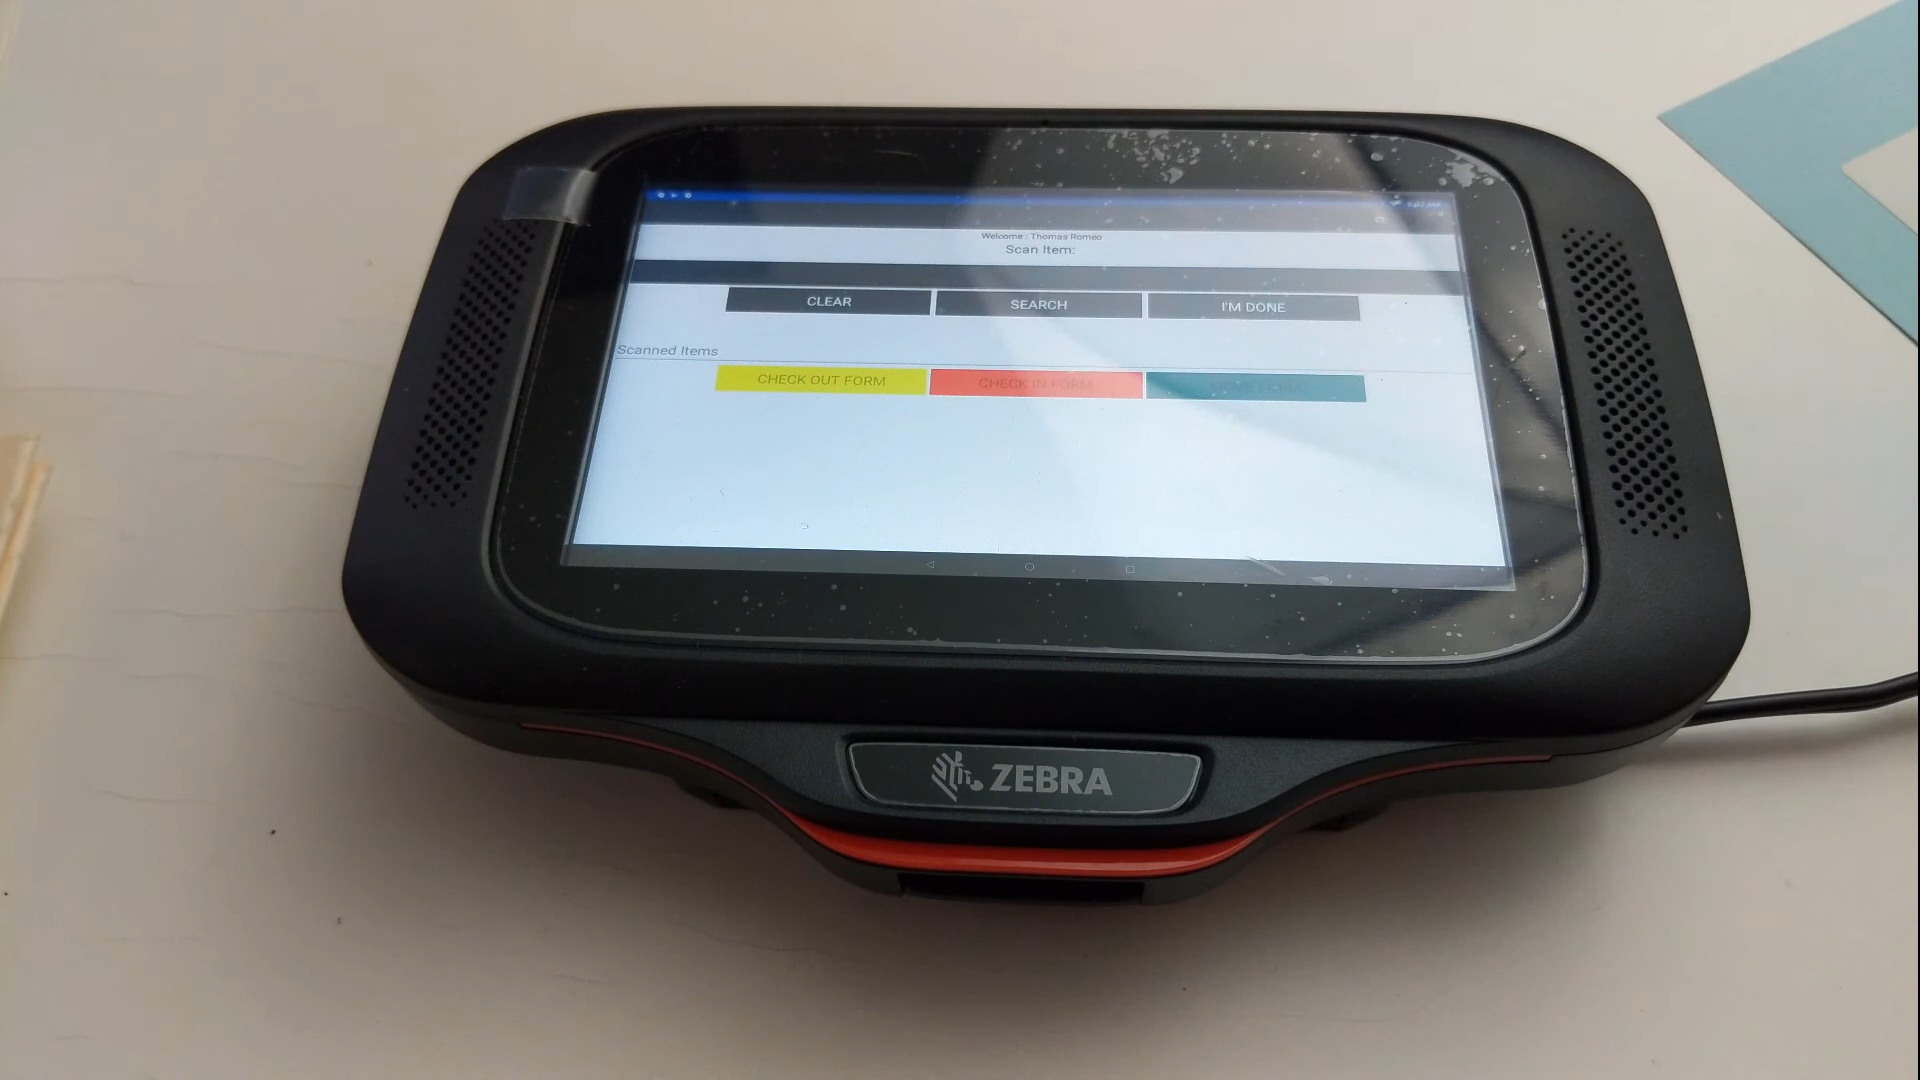 Welcome : Thomas Romeo
Scan Item:
CLEAR
SEARCH
I'M DONE
Scanned Items
CHECK OUT FORM
CHECK IN FORM
ZEBRA